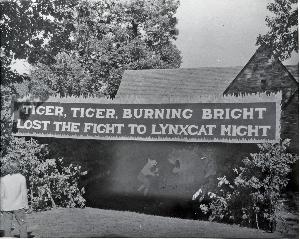 TIGER, TIGER, BURNING BRIGHT
LOST THE FIGHT TO LYNXCAT MIGHT